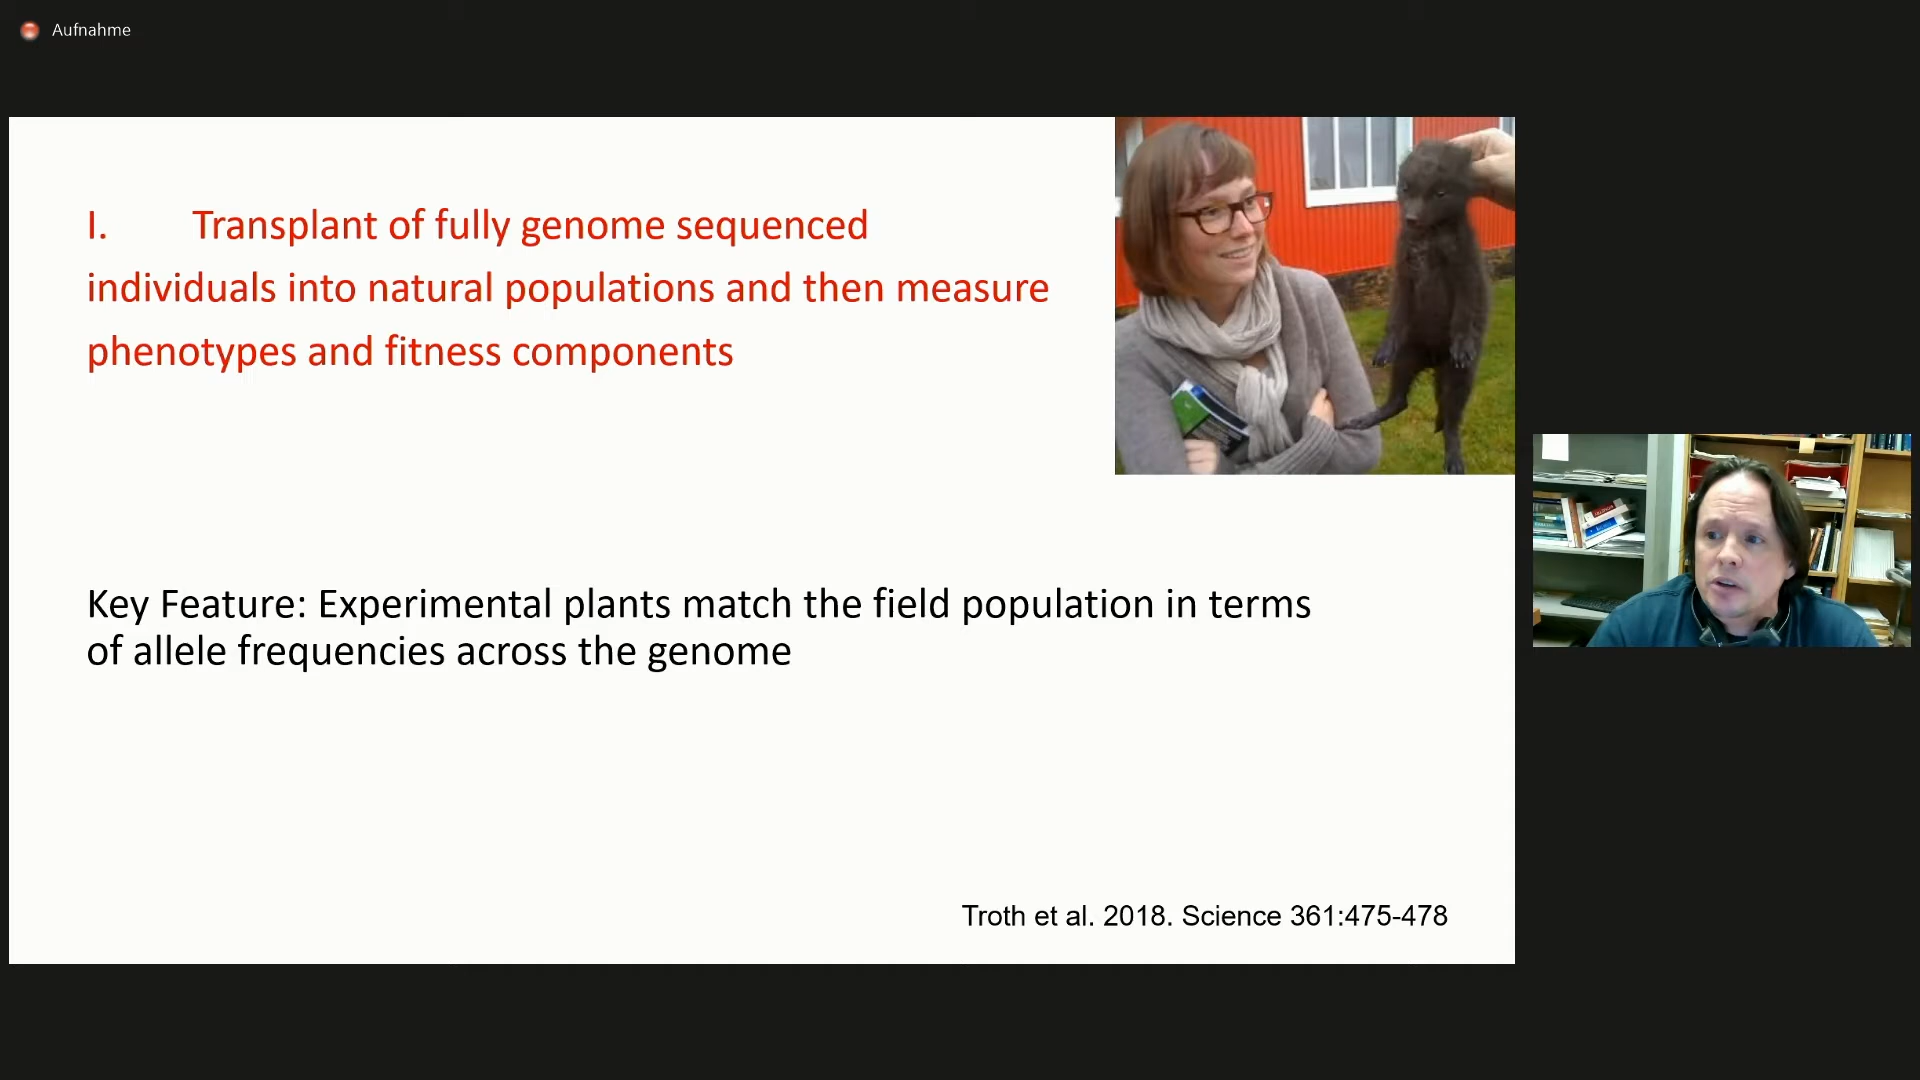 Aufnahme
I. Transplant of fully genome sequenced
individuals into natural populations and then measure
phenotypes and fitness components
Key Feature: Experimental plants match the field population in terms
of allele frequencies across the genome
Troth et al. 2018. Science 361:475-478